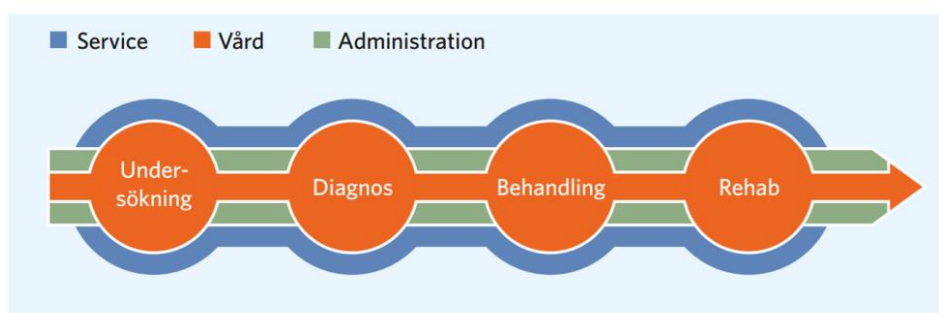 Service Vård Administration
Under-
sökning
Diagnos
Behandling
Rehab